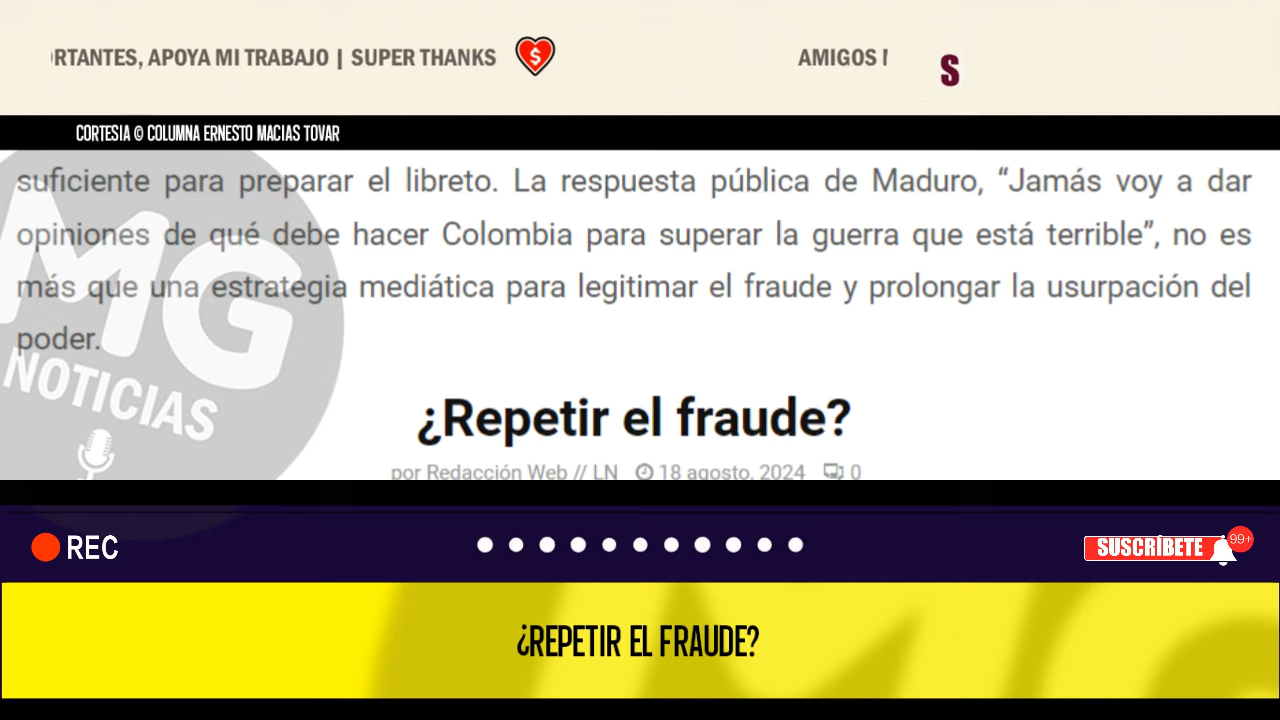 RTANTES, APOYA MI TRABAJO | SUPER THANKS $ AMIGOS S
CORTESIA © COLUMNA ERNESTO MACIAS TOVAR
suficiente para preparar el libreto. La respuesta pública de Maduro, “Jamás voy a dar
opiniones de qué debe hacer Colombia para superar la guerra que está terrible”, no es
más que una estrategia mediática para legitimar el fraude y prolongar la usurpación del
poder.
MG
NOTICIAS
¿Repetir el fraude?
por Redacción Web // LN 18 agosto, 2024 0
REC
SUSCRÍBETE 99+
¿REPETIR EL FRAUDE?